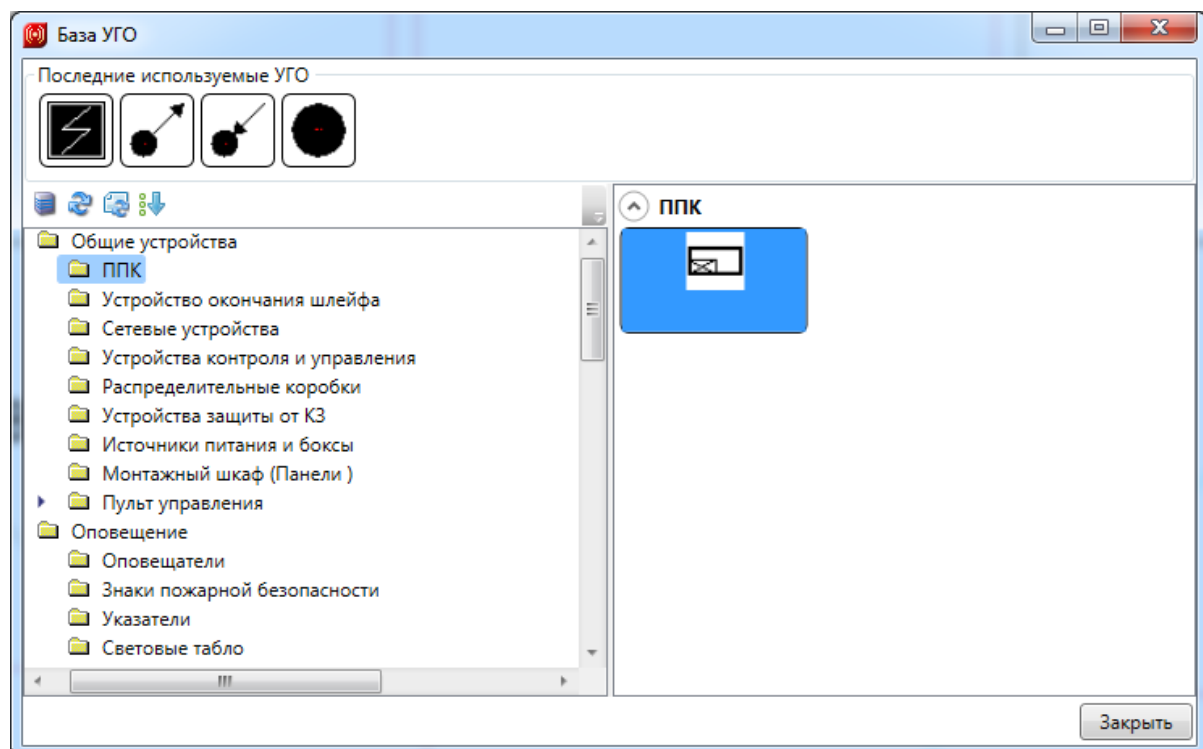 База УГО
Последние используемые УГО
Общие устройства
ППК
Устройство окончания шлейфа
Сетевые устройства
Устройства контроля и управления
Распределительные коробки
Устройства защиты от КЗ
Источники питания и боксы
Монтажный шкаф (Панели )
Пульт управления
Оповещение
Оповещатели
Знаки пожарной безопасности
Указатели
Световые табло
ППК
Закрыть